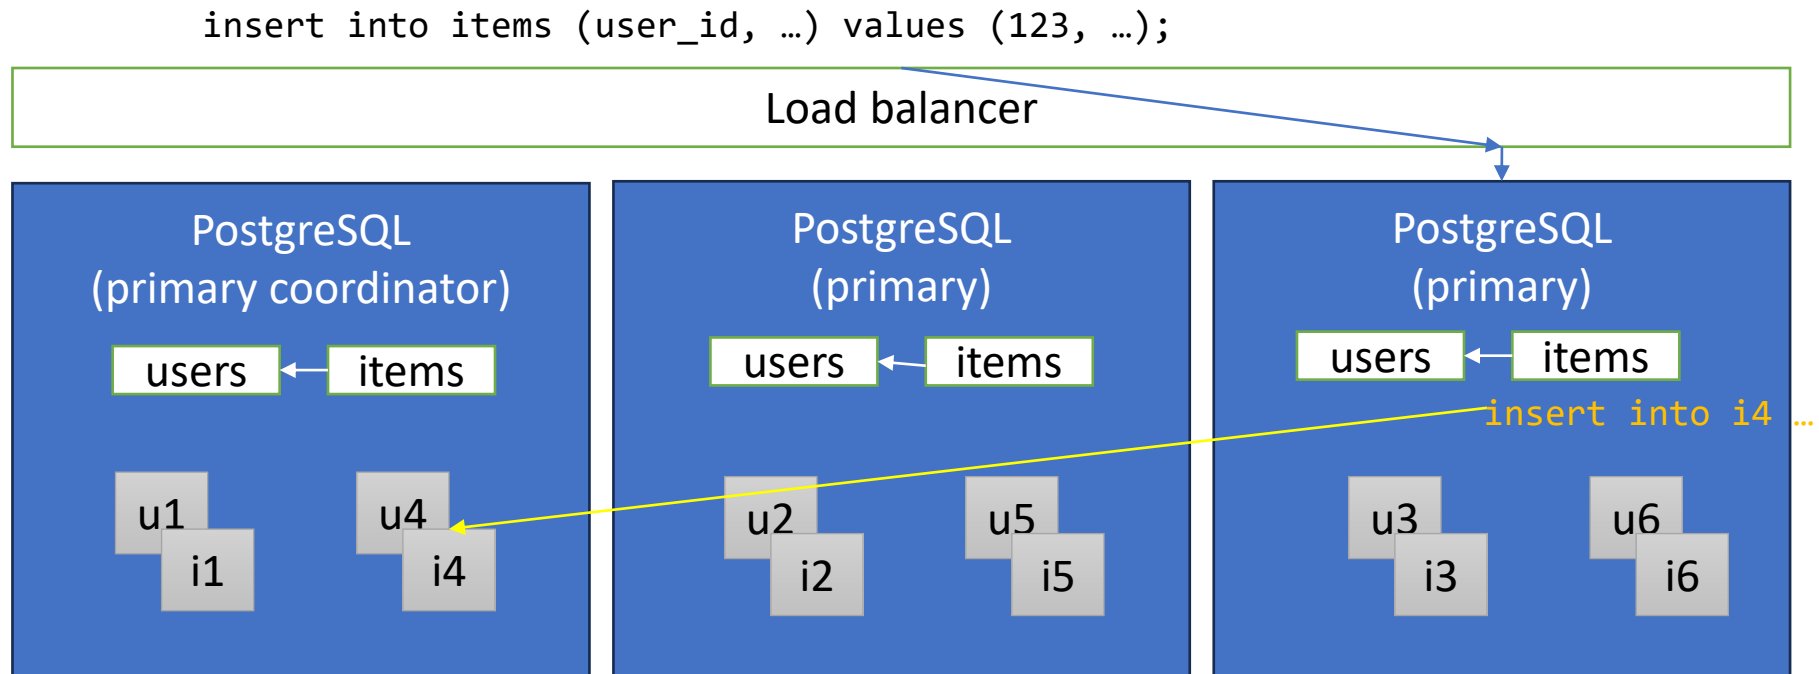 insert into items (user_id, …) values (123, …);
Load balancer
PostgreSQL
(primary coordinator)
users
items
u1
i1
u4
i4
PostgreSQL
(primary)
users
items
u2
i2
u5
i5
PostgreSQL
(primary)
users
items
insert into i4 …
u3
i3
u6
i6